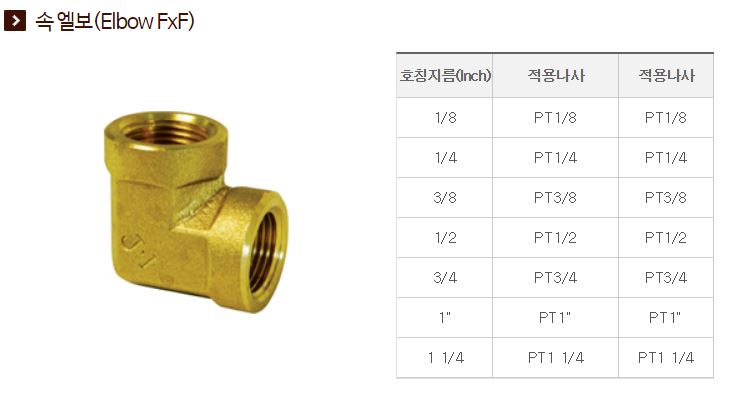 속 엘보(Elbow FxF)
호칭지름(Inch) 적용나사 적용나사
1/8 PT1/8 PT1/8
1/4 PT1/4 PT1/4
3/8 PT3/8 PT3/8
1/2 PT1/2 PT1/2
3/4 PT3/4 PT3/4
1" PT1" PT1"
1 1/4 PT1 1/4 PT1 1/4